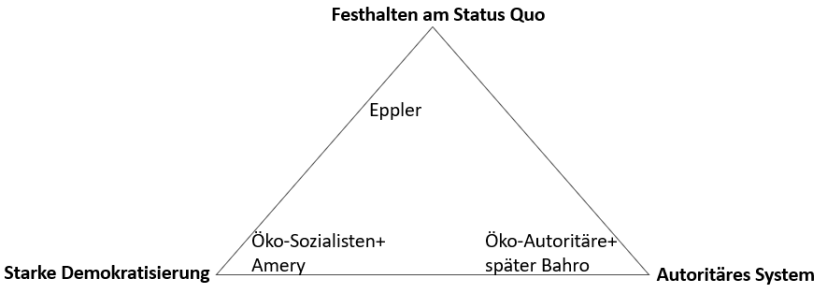 Festhalten am Status Quo
Eppler
Öko-Sozialisten+
Amery
Öko-Autoritäre+
später Bahro
Starke Demokratisierung
Autoritäres System